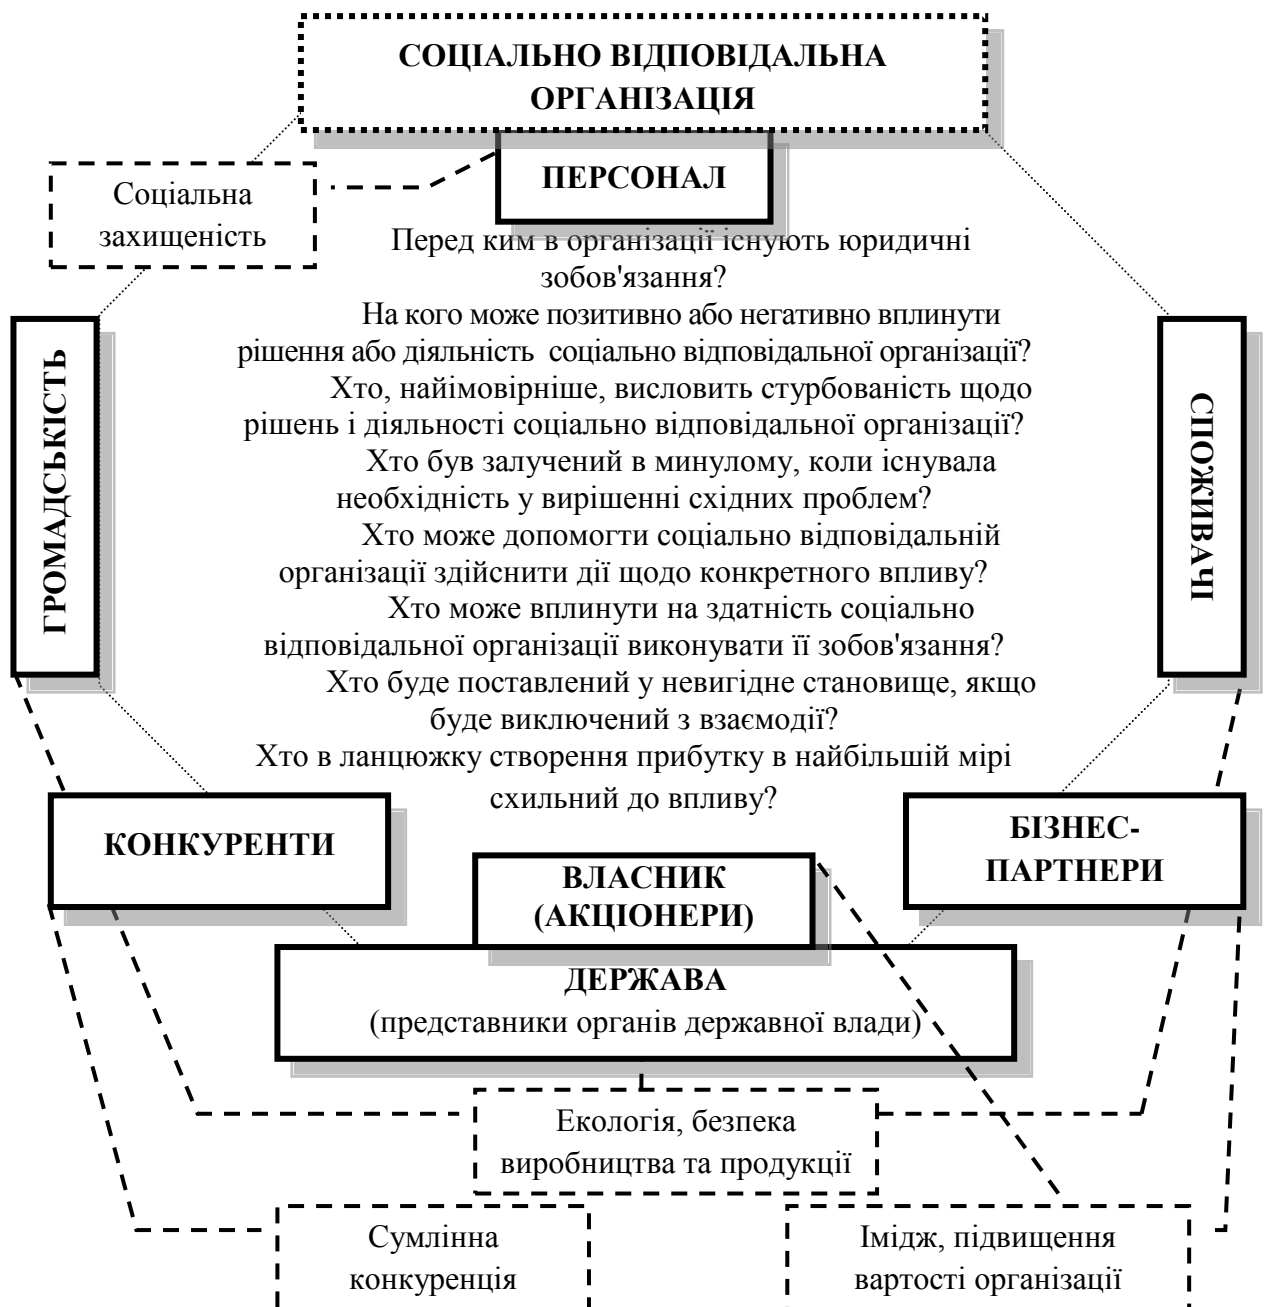 СОЦІАЛЬНО ВІДПОВІДАЛЬНА
ОРГАНІЗАЦІЯ
ПЕРСОНАЛ
Соціальна
захищеність
Перед ким в організації існують юридичні
зобов'язання?
На кого може позитивно або негативно вплинути
рішення або діяльність соціально відповідальної організації?
Хто, найімовірніше, висловить стурбованість щодо
рішень і діяльності соціально відповідальної організації?
Хто був залучений в минулому, коли існувала
необхідність у вирішенні східних проблем?
Хто може допомогти соціально відповідальній
організації здійснити дії щодо конкретного впливу?
Хто може вплинути на здатність соціально
відповідальної організації виконувати її зобов'язання?
Хто буде поставлений у невигідне становище, якщо
буде виключений з взаємодії?
Хто в ланцюжку створення прибутку в найбільшій мірі
схильний до впливу?
ГРОМАДСЬКІСТЬ
СПОЖИВАЧІ
КОНКУРЕНТИ
БІЗНЕС-
ПАРТНЕРИ
ВЛАСНИК
(АКЦІОНЕРИ)
ДЕРЖАВА
(представники органів державної влади)
Екологія, безпека
виробництва та продукції
Сумлінна
конкуренція
Імідж, підвищення
вартості організації